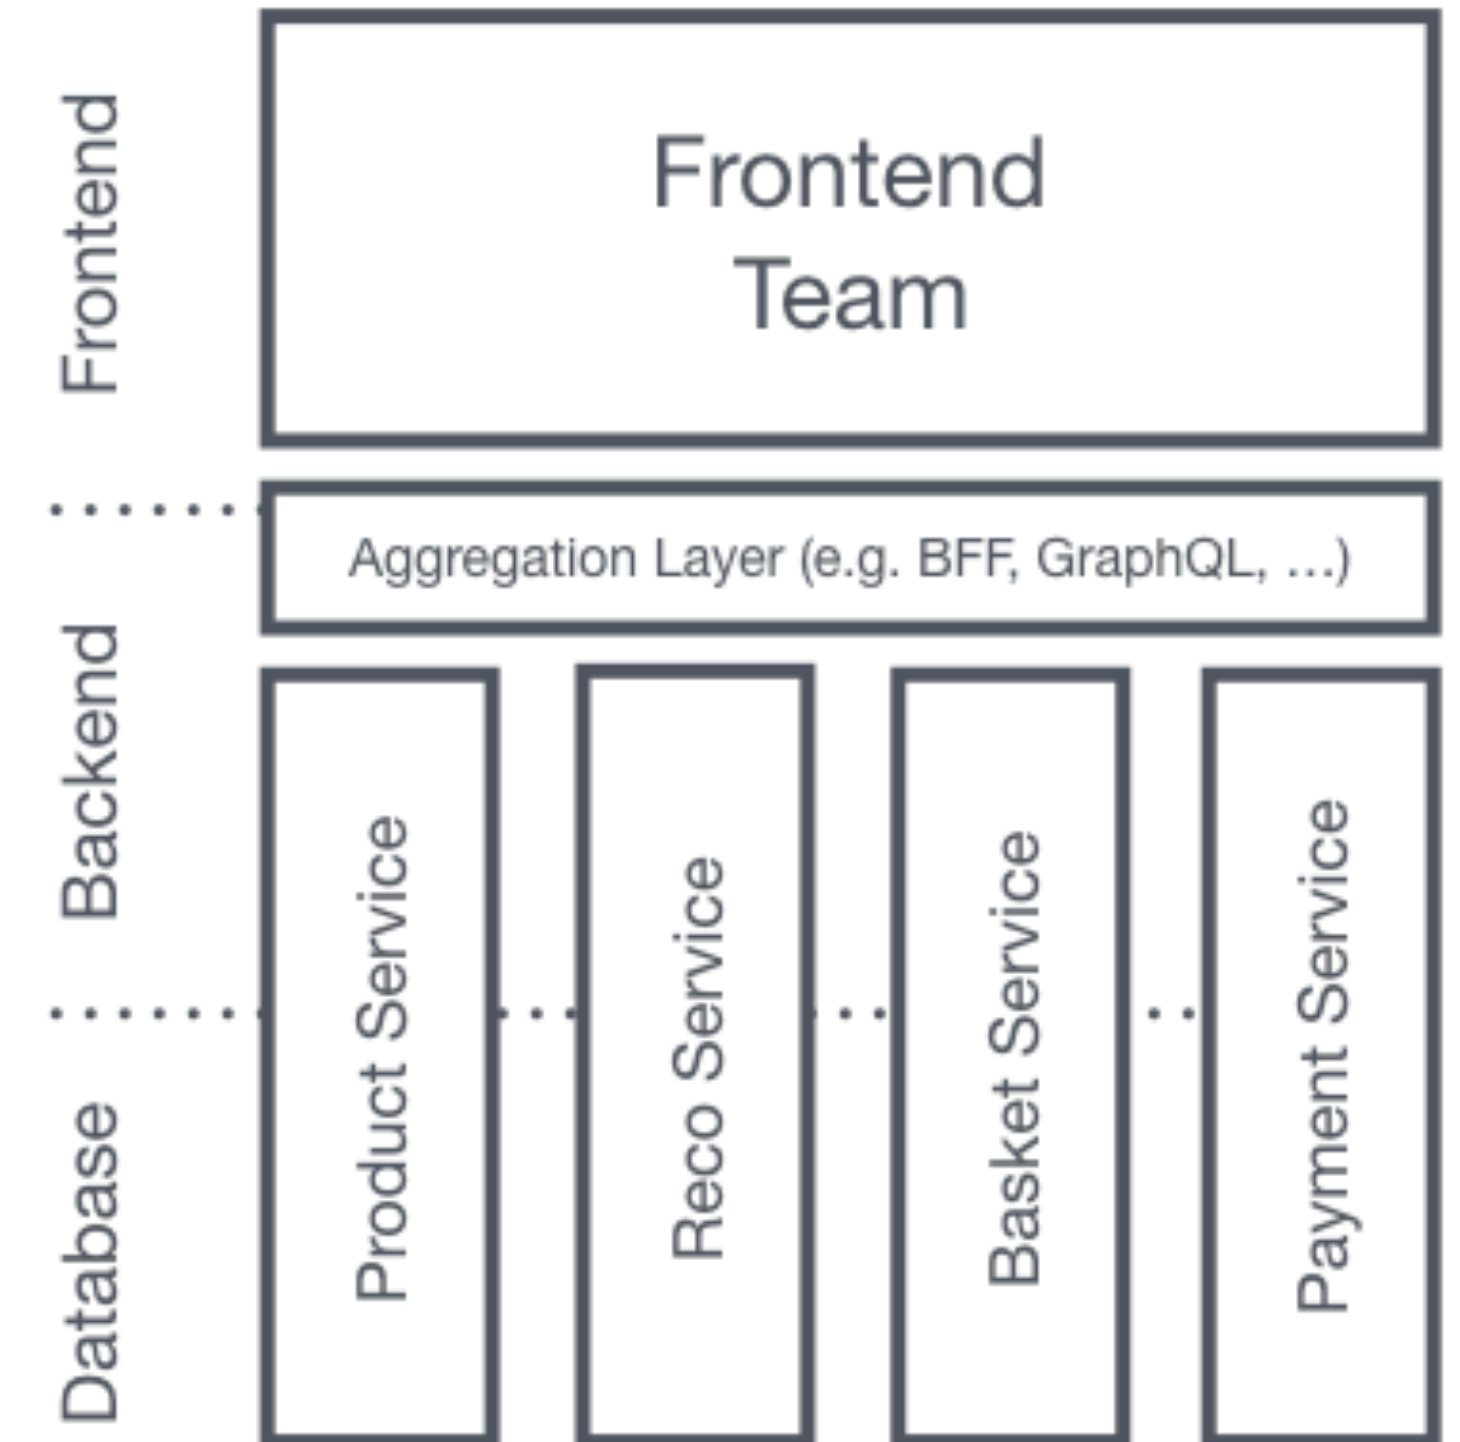 Frontend
Frontend
Team
Aggregation Layer (e.g. BFF, GraphQL, ...)
Backend
Product Service
Reco Service
Basket Service
Payment Service
Database